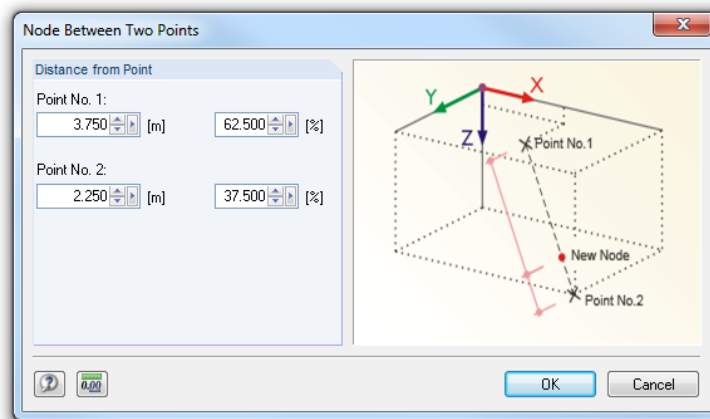 Node Between Two Points
Distance from Point
Point No. 1:
3.750 [m] 62.500 [%]
Point No. 2:
2.250 [m] 37.500 [%]
X
Y
Z
Point No.1
New Node
Point No.2
0.00
OK Cancel